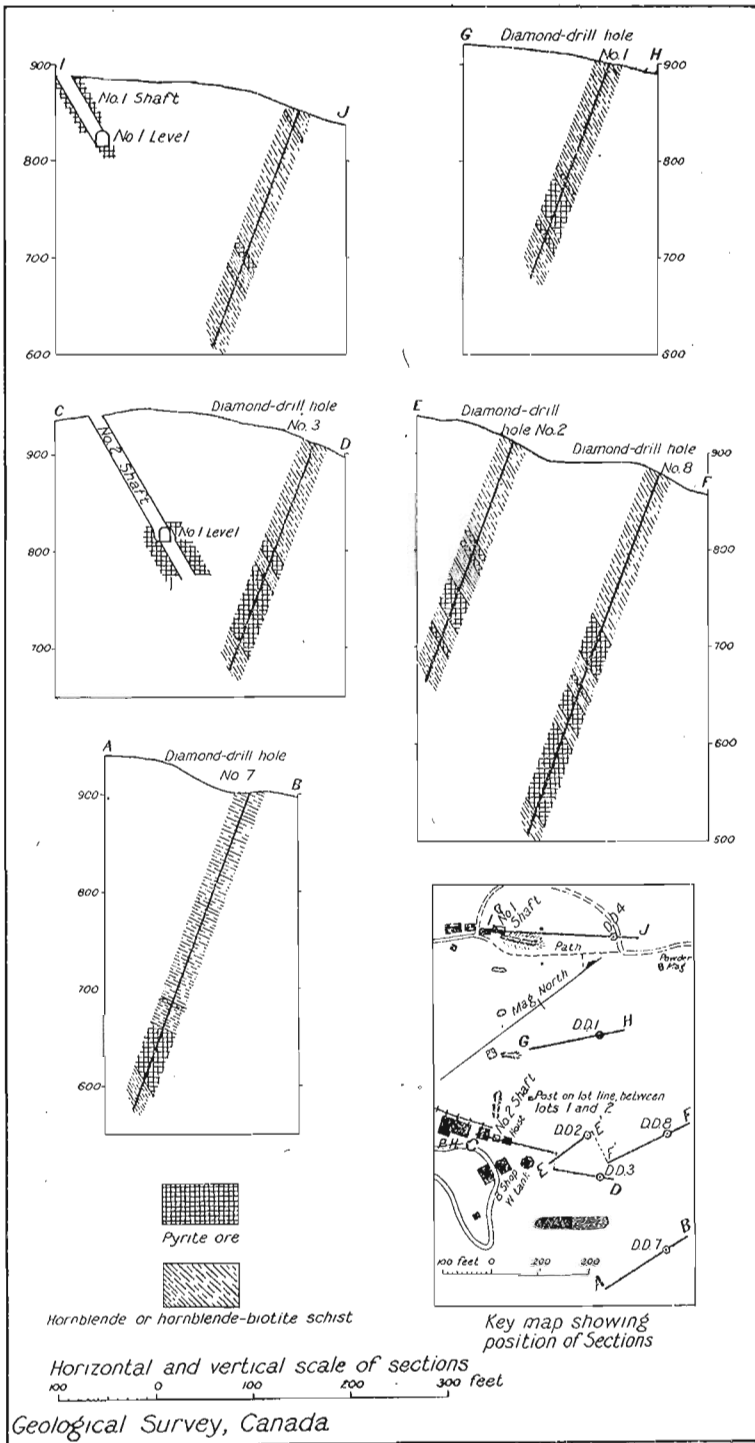 I
900
No.1 Shaft
No.1 Level
J
800
700
600
G
Diamond-drill hole
No.1
H
900
800
700
600
C
Diamond-drill hole
No. 3
D
900
No.2 Shaft
No.1 Level
800
700
E
Diamond-drill
hole No.2
Diamond-drill hole
No.8
F
900
800
700
600
500
A
Diamond-drill hole
No 7
B
900
800
700
600
Pyrite ore
Hornblende or hornblende-biotite schist
I
No.1
Shaft
D.D.4
J
Path
Powder
Mag
Mag North
D.D.1
H
G
No.2 Shaft
Post on lot line, between
lots 1 and 2
Hoist
D.D.2
E'
D.D.8
F
P.H.
C
F'
E
D.D.3
D
B Shop
W Tank
B
D.D.7
A
100 feet 0 200
Key map showing
position of Sections
Horizontal and vertical scale of sections
100 0 100 200 300 feet
Geological Survey, Canada